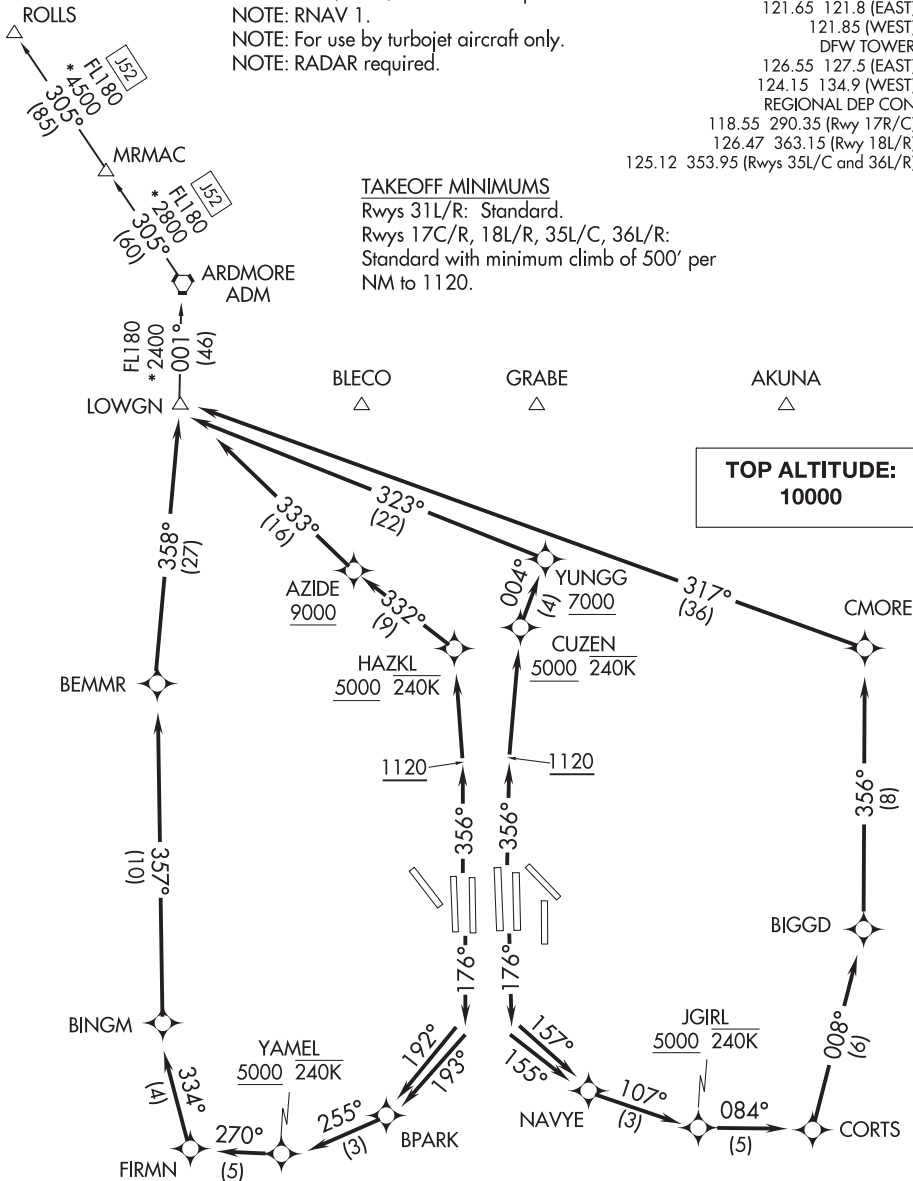 NOTE: RNAV 1.
NOTE: For use by turbojet aircraft only.
NOTE: RADAR required.
121.65 121.8 (EAST)
121.85 (WEST)
DFW TOWER
126.55 127.5 (EAST)
124.15 134.9 (WEST)
REGIONAL DEP CON
118.55 290.35 (Rwy 17R/C)
126.47 363.15 (Rwy 18L/R)
125.12 353.95 (Rwys 35L/C and 36L/R)
TAKEOFF MINIMUMS
Rwys 31L/R: Standard.
Rwys 17C/R, 18L/R, 35L/C, 36L/R:
Standard with minimum climb of 500' per
NM to 1120.
ROLLS
J52
FL180
*4500
305°
(85)
MRMAC
J52
FL180
*2800
305°
(60)
ARDMORE
ADM
FL180
*2400
001°
(46)
LOWGN
BLECO
GRABE
AKUNA
TOP ALTITUDE:
10000
358°
(27)
333°
(16)
323°
(22)
317°
(36)
AZIDE
9000
332°
(9)
HAZKL
5000 240K
YUNGG
7000
004°
(4)
CUZEN
5000 240K
CMORE
BEMMR
1120
1120
356°
356°
356°
(8)
357°
(10)
BIGGD
176°
176°
BINGM
334°
(4)
YAMEL
5000 240K
192°
193°
157°
155°
JGIRL
5000 240K
008°
(6)
FIRMN
270°
(5)
255°
(3)
BPARK
NAVYE
107°
(3)
084°
(5)
CORTS